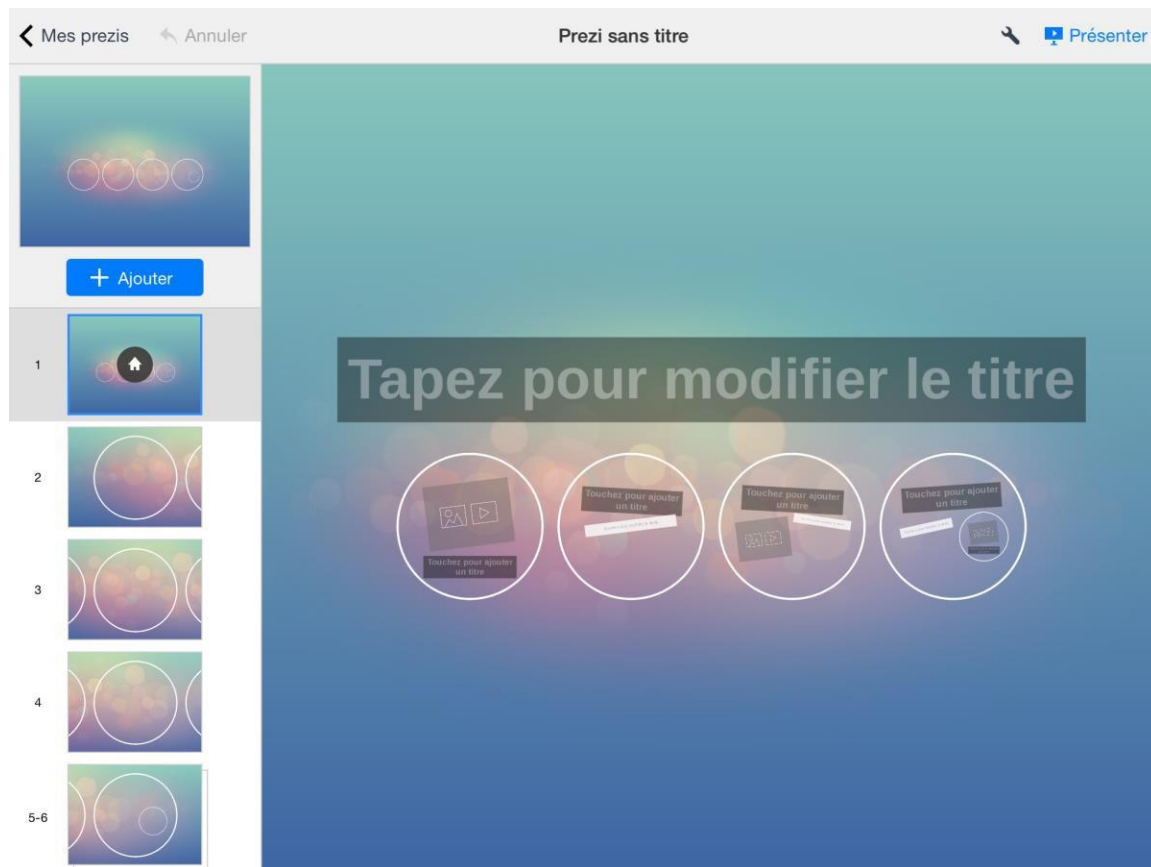 Mes prezis
Annuler
Prezi sans titre
Présenter
Ajouter
1
2
3
4
5-6
Tapez pour modifier le titre
Touchez pour ajouter
un titre
Touchez pour ajouter
un titre
Touchez pour ajouter
un titre
Touchez pour ajouter
un titre